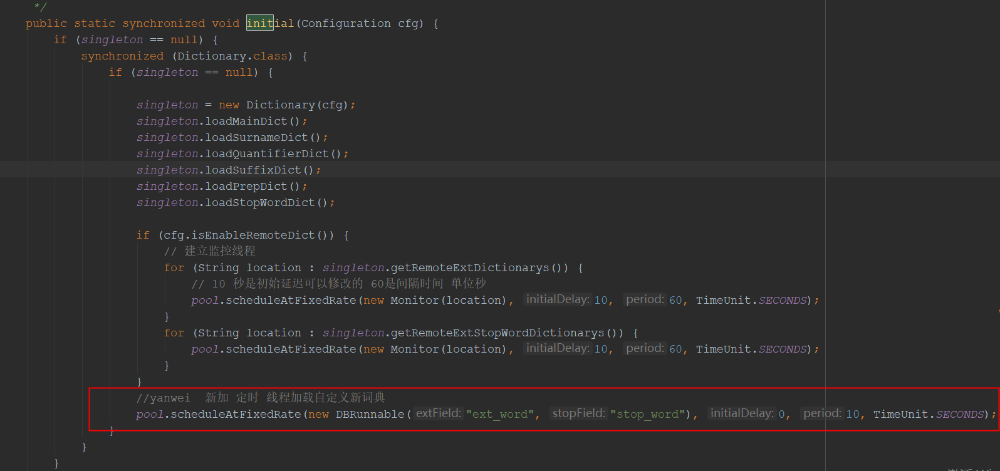 */
public static synchronized void initial(Configuration cfg) {
if (singleton == null) {
synchronized (Dictionary.class) {
if (singleton == null) {
singleton = new Dictionary(cfg);
singleton.loadMainDict();
singleton.loadSurnameDict();
singleton.loadQuantifierDict();
singleton.loadSuffixDict();
singleton.loadPrepDict();
singleton.loadStopWordDict();
if (cfg.isEnableRemoteDict()) {
// 建立监控线程
for (String location : singleton.getRemoteExtDictionarys()) {
// 10 秒是初始延迟可以修改的 60是间隔时间 单位秒
pool.scheduleAtFixedRate(new Monitor(location), initialDelay: 10, period: 60, TimeUnit.SECONDS);
}
for (String location : singleton.getRemoteExtStopWordDictionarys()) {
pool.scheduleAtFixedRate(new Monitor(location), initialDelay: 10, period: 60, TimeUnit.SECONDS);
}
}
//yanwei 新加 定时 线程加载自定义新词典
pool.scheduleAtFixedRate(new DBRunnable( extField: "ext_word", stopField: "stop_word"), initialDelay: 0, period: 10, TimeUnit.SECONDS);
}
}
}